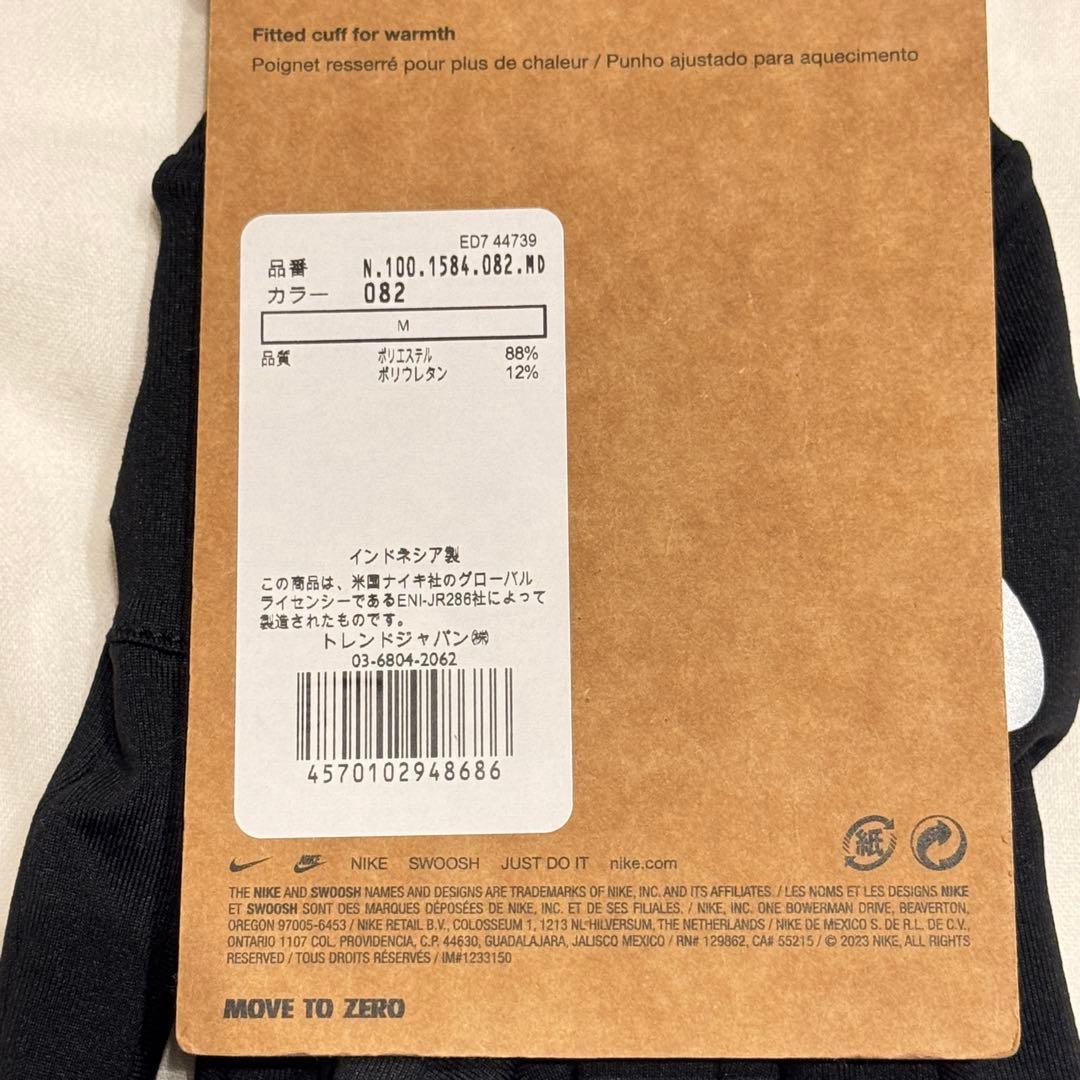 Fitted cuff for warmth
Poignet resserré pour plus de chaleur / Punho ajustado para aquecimento
ED7 44739
品番 N.100.1584.082.MD
カラー 082
M
品質 ポリエステル 88%
ポリウレタン 12%
インドネシア製
この商品は、米国ナイキ社のグローバル
ライセンシーであるENI-JR286社によって
製造されたものです。
トレンドジャパン㈱
03-6804-2062
4570102948686
紙
NIKE NIKE SWOOSH JUST DO IT nike.com
THE NIKE AND SWOOSH NAMES AND DESIGNS ARE TRADEMARKS OF NIKE, INC. AND ITS AFFILIATES. / LES NOMS ET LES DESIGNS NIKE
ET SWOOSH SONT DES MARQUES DÉPOSÉES DE NIKE, INC. ET DE SES FILIALES. / NIKE, INC. ONE BOWERMAN DRIVE, BEAVERTON,
OREGON 97005-6453 / NIKE RETAIL B.V., COLOSSEUM 1, 1213 NL HILVERSUM, THE NETHERLANDS / NIKE DE MEXICO S. DE R.L. DE C.V.,
ONTARIO 1107 COL. PROVIDENCIA, C.P. 44630, GUADALAJARA, JALISCO MEXICO / RN# 129862, CA# 55215 / © 2023 NIKE, ALL RIGHTS
RESERVED / TOUS DROITS RÉSERVÉS / IM#1233150
MOVE TO ZERO